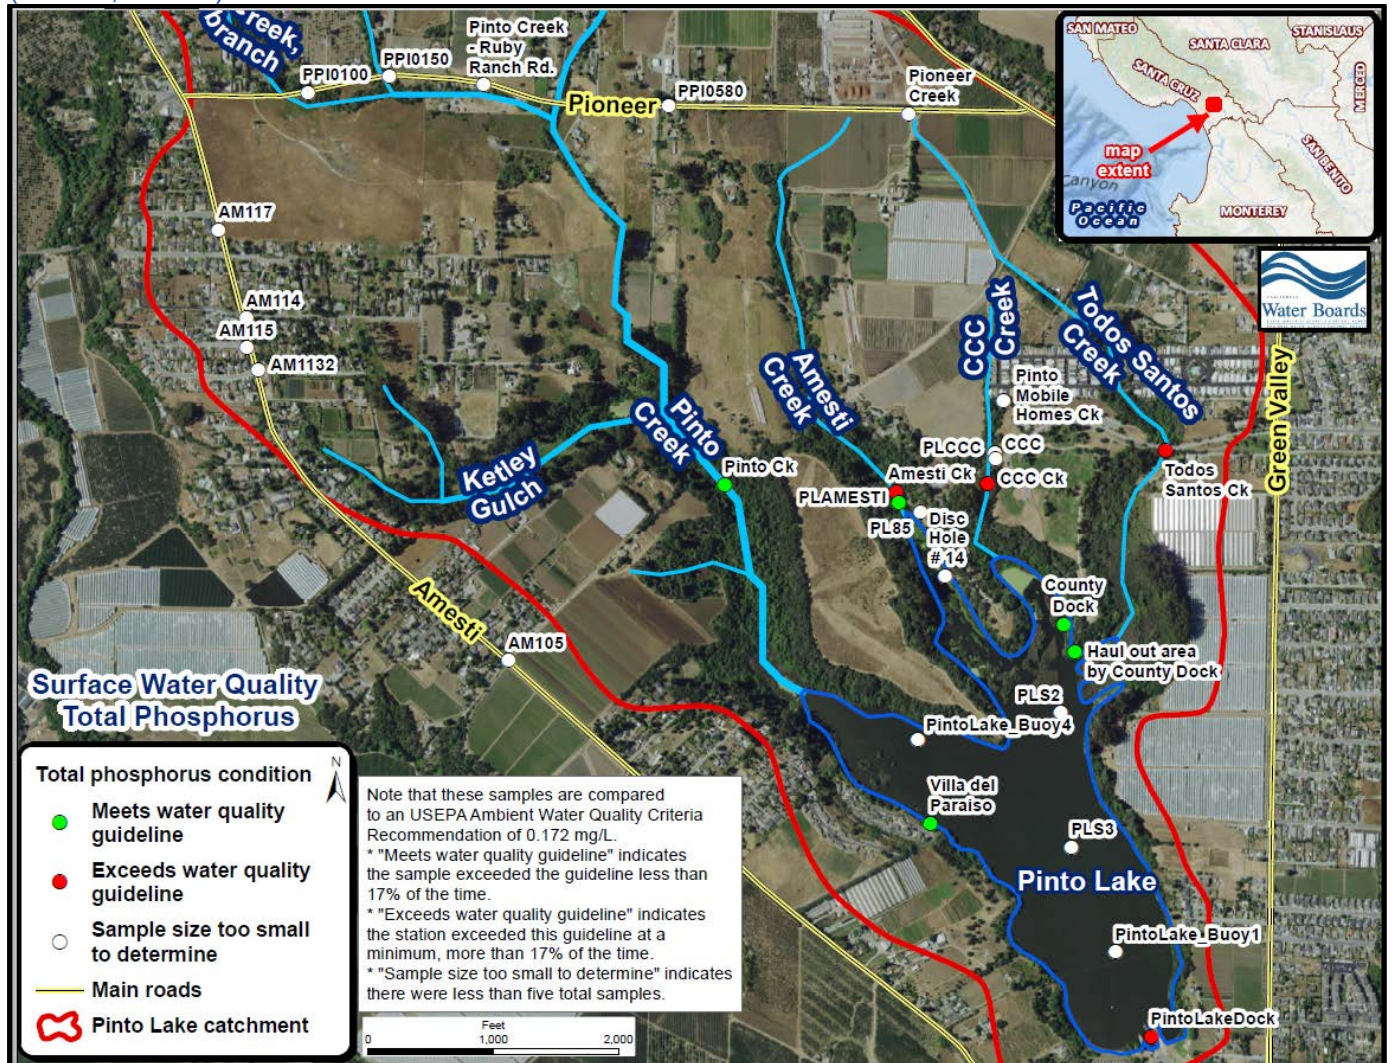 Creek,
branch
PPI0100
PPI0150
Pinto Creek
- Ruby
Ranch Rd.
Pioneer
PPI0580
Pioneer
Creek
SAN MATEO
SANTA CLARA
STANISLAUS
SANTA CRUZ
MERCED
map
extent
SAN BENITO
Canyon
Pacific
Ocean
MONTEREY
CALIFORNIA
Water Boards
AM117
AM114
AM115
AM1132
CCC
Creek
Todos Santos
Creek
Amesti
Creek
Green Valley
Pinto
Mobile
Homes Ck
Pinto
Creek
Ketley
Gulch
Pinto Ck
PLCCC
CCC
Amesti Ck
CCC Ck
Todos
Santos Ck
PLAMESTI
PL85
Disc
Hole
# 14
County
Dock
Haul out area
by County Dock
Amesti
AM105
PLS2
PintoLake_Buoy4
Villa del
Paraiso
PLS3
Pinto Lake
PintoLake_Buoy1
PintoLakeDock
Surface Water Quality
Total Phosphorus
Total phosphorus condition
N
Meets water quality
guideline
Exceeds water quality
guideline
Sample size too small
to determine
Main roads
Pinto Lake catchment
Note that these samples are compared
to an USEPA Ambient Water Quality Criteria
Recommendation of 0.172 mg/L.
* "Meets water quality guideline" indicates
the sample exceeded the guideline less than
17% of the time.
* "Exceeds water quality guideline" indicates
the station exceeded this guideline at a
minimum, more than 17% of the time.
* "Sample size too small to determine" indicates
there were less than five total samples.
Feet
0 1,000 2,000